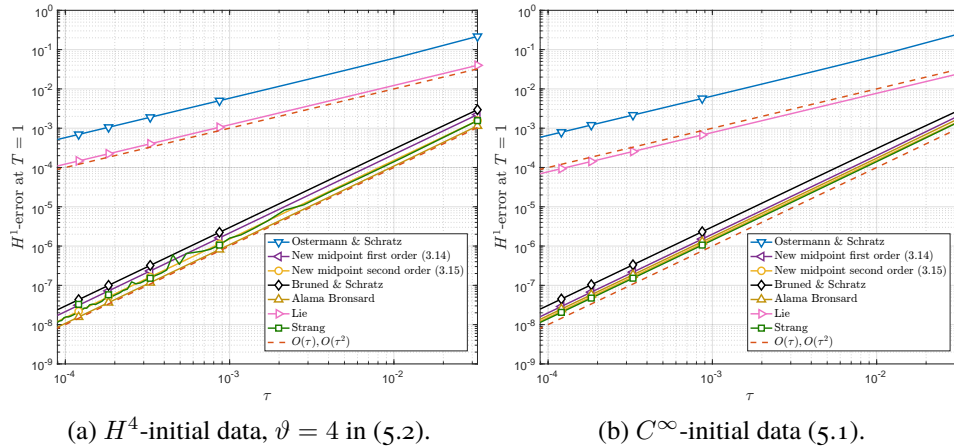 10^0
10^-1
10^-2
10^-3
10^-4
10^-5
10^-6
10^-7
10^-8
10^-9
H^1-error at T = 1
Ostermann & Schratz
New midpoint first order (3.14)
New midpoint second order (3.15)
Bruned & Schratz
Alama Bronsard
Lie
Strang
O(τ), O(τ^2)
10^-4
10^-3
10^-2
τ
(a) H^4-initial data, ϑ = 4 in (5.2).
10^0
10^-1
10^-2
10^-3
10^-4
10^-5
10^-6
10^-7
10^-8
10^-9
H^1-error at T = 1
Ostermann & Schratz
New midpoint first order (3.14)
New midpoint second order (3.15)
Bruned & Schratz
Alama Bronsard
Lie
Strang
O(τ), O(τ^2)
10^-4
10^-3
10^-2
τ
(b) C^∞-initial data (5.1).